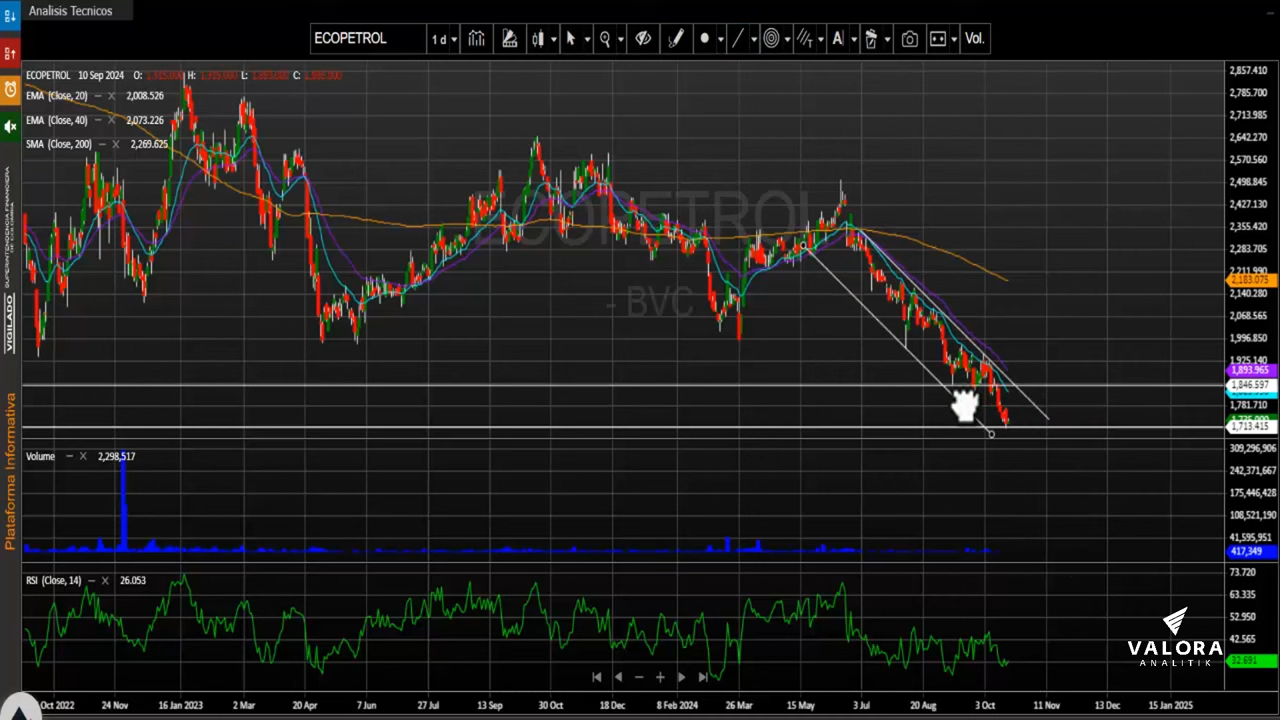 Analisis Tecnicos
ECOPETROL 1 d A Vol.
ECOPETROL 10 Sep 2024 O: H: L: C:
EMA (Close, 20) 2,008.526
EMA (Close, 40) 2,073.226
SMA (Close, 200) 2,269.625
ECOPETROL
- BVC
2,857.410
2,785.700
2,713.985
2,642.270
2,570.560
2,498.845
2,427.130
2,355.420
2,283.705
2,211.990
2,183.075
2,140.280
2,068.565
1,996.850
1,925.140
1,893.965
1,846.597
1,781.710
1,713.415
Volume 2,298,517
309,296,906
242,371,667
175,446,428
108,521,190
41,595,951
417,349
RSI (Close, 14) 26.053
73.720
63.335
52.950
42.565
32.691
VALORA
ANALITIK
Oct 2022 24 Nov 16 Jan 2023 2 Mar 20 Apr 7 Jun 27 Jul 13 Sep 30 Oct 18 Dec 8 Feb 2024 26 Mar 15 May 3 Jul 20 Aug 3 Oct 11 Nov 13 Dec 15 Jan 2025
VIGILADO SUPERINTENDENCIA FINANCIERA DE COLOMBIA
Plataforma Informativa